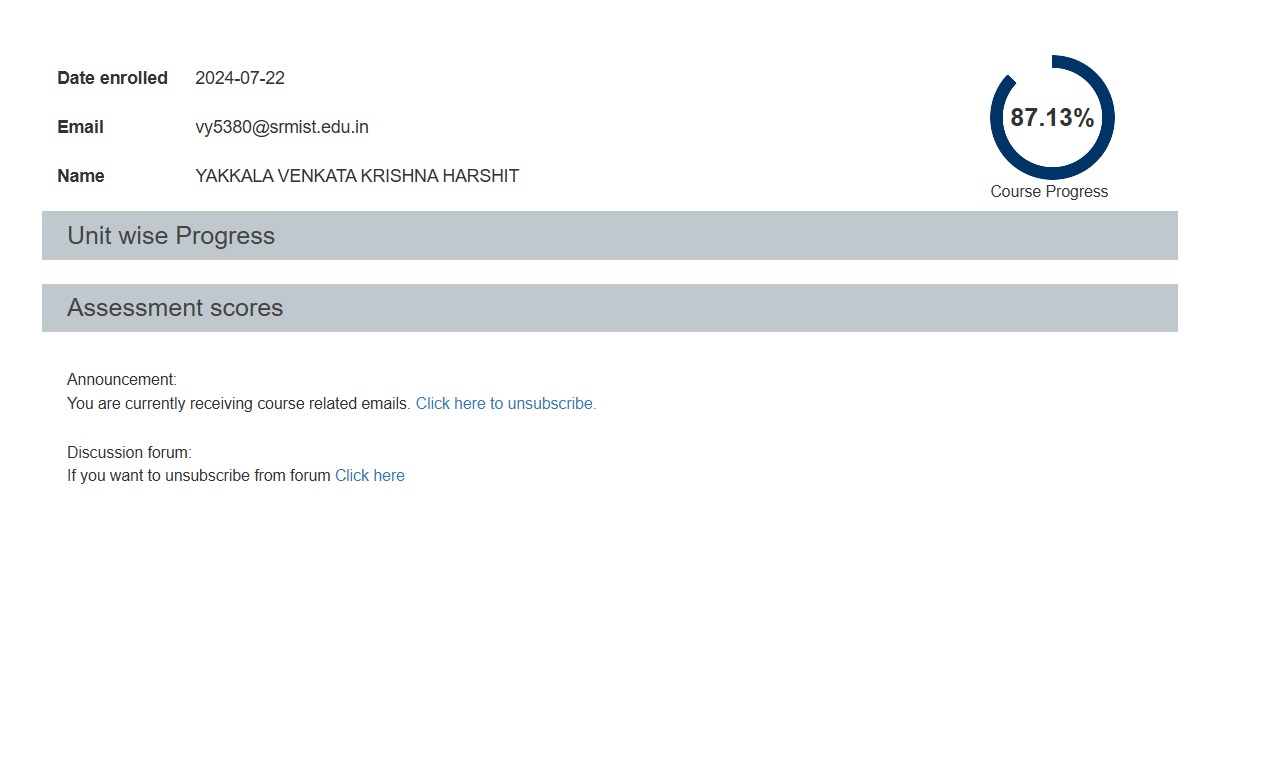 Date enrolled 2024-07-22
Email vy5380@srmist.edu.in
Name YAKKALA VENKATA KRISHNA HARSHIT
87.13%
Course Progress
Unit wise Progress
Assessment scores
Announcement:
You are currently receiving course related emails. Click here to unsubscribe.
Discussion forum:
If you want to unsubscribe from forum Click here